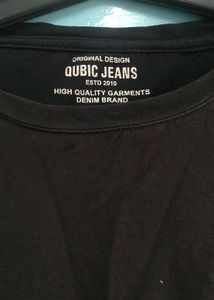 ORIGINAL DESIGN
QUBIC JEANS
ESTD 2010
HIGH QUALITY GARMENTS
DENIM BRAND